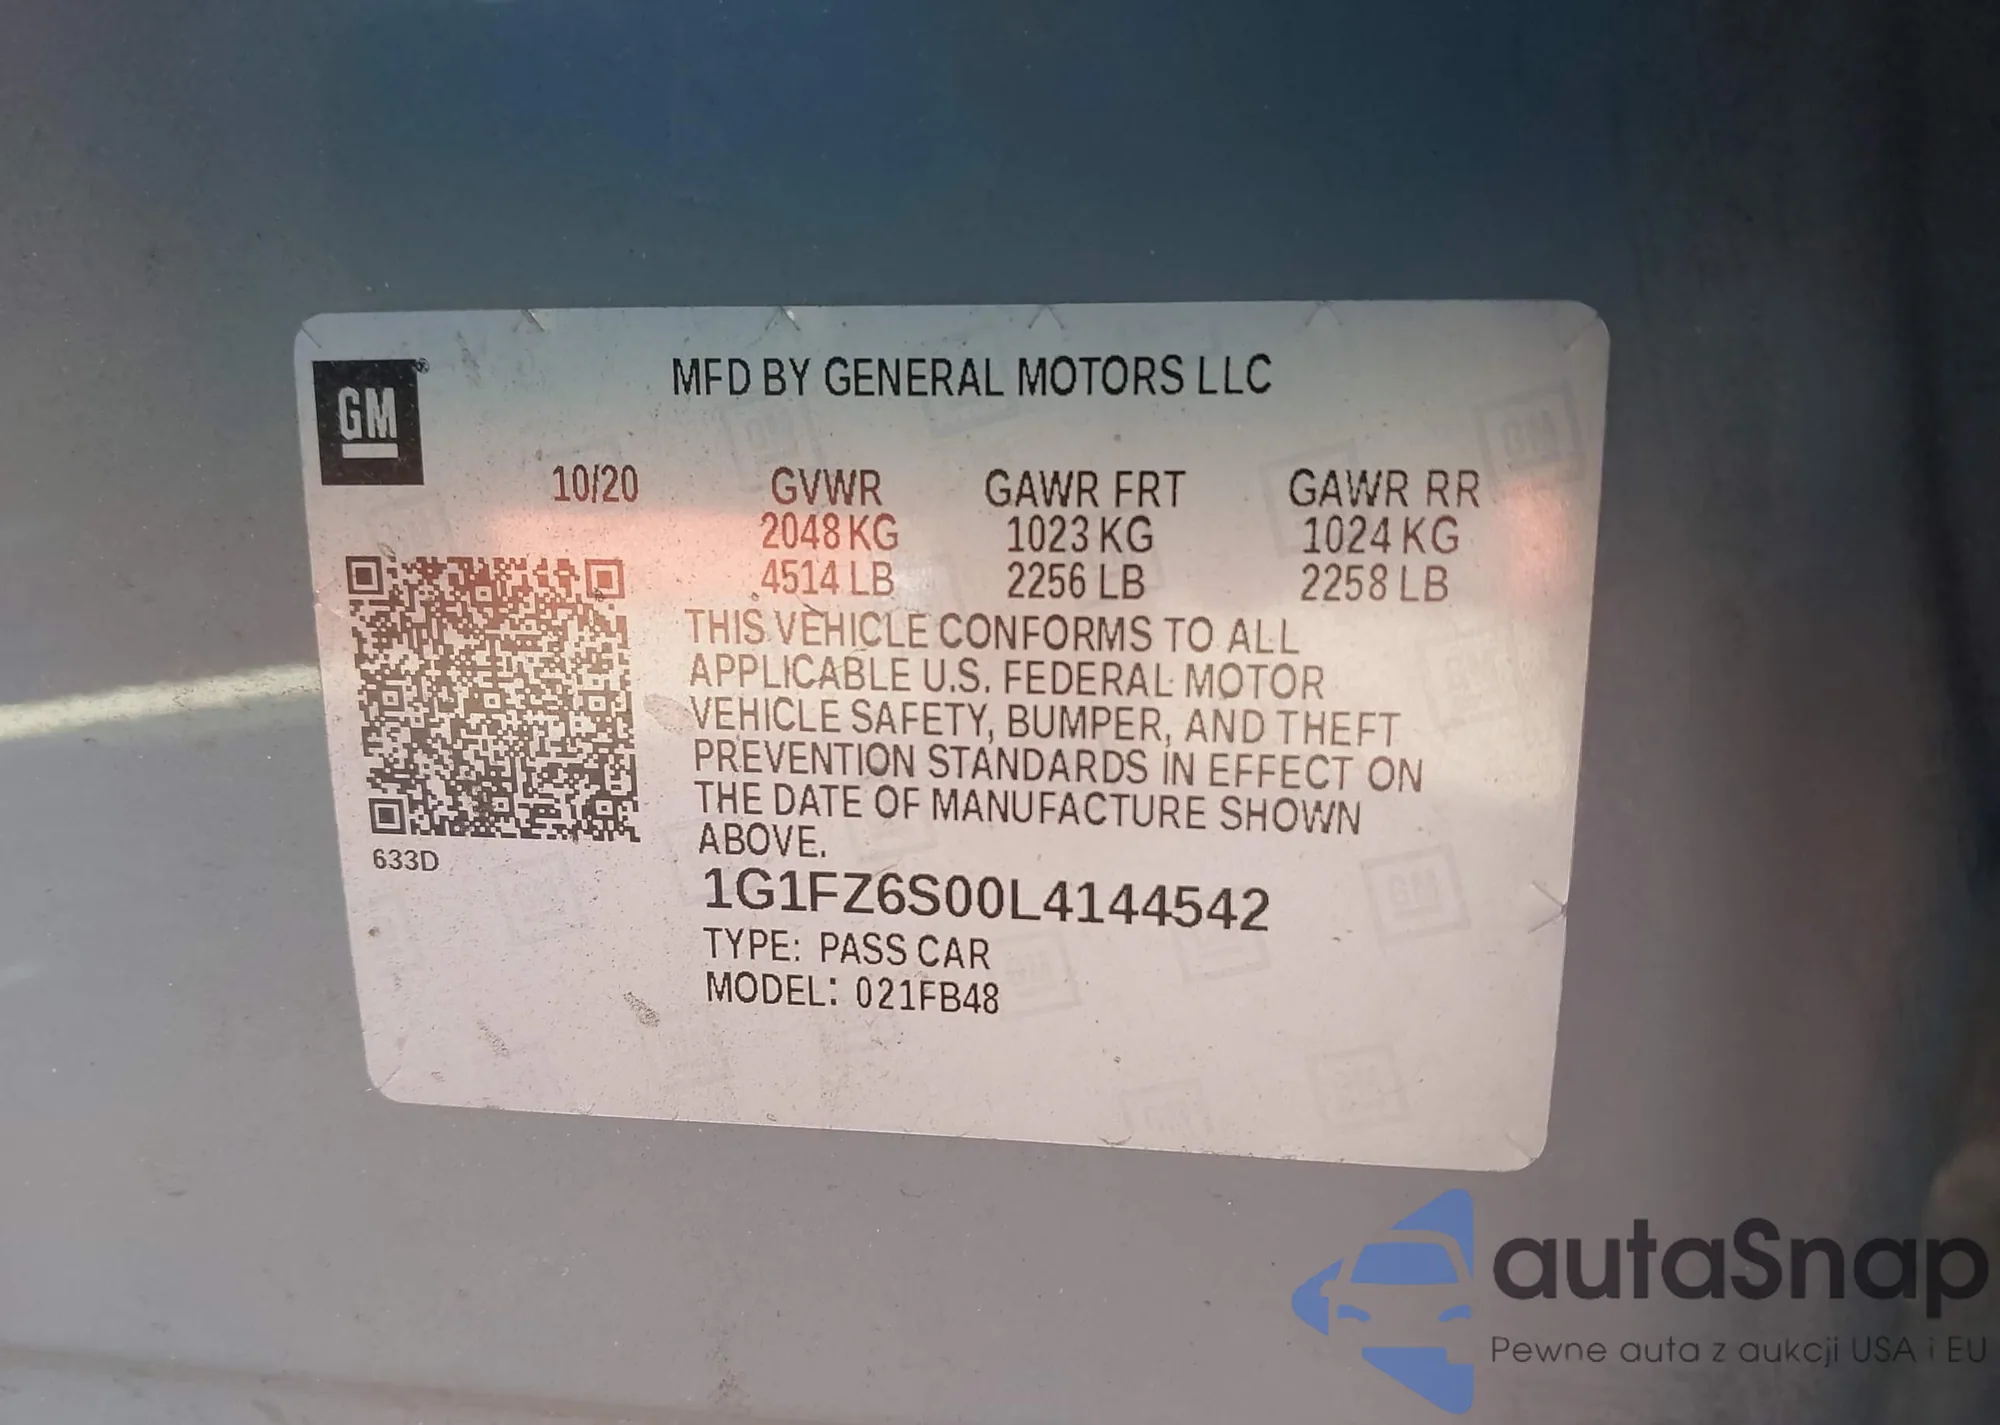 MFD BY GENERAL MOTORS LLC
GM®
10/20 GVWR GAWR FRT GAWR RR
2048 KG 1023 KG 1024 KG
4514 LB 2256 LB 2258 LB
THIS VEHICLE CONFORMS TO ALL
APPLICABLE U.S. FEDERAL MOTOR
VEHICLE SAFETY, BUMPER, AND THEFT
PREVENTION STANDARDS IN EFFECT ON
THE DATE OF MANUFACTURE SHOWN
ABOVE.
633D
1G1FZ6S00L4144542
TYPE: PASS CAR
MODEL: 021FB48
autaSnap
Pewne auta z aukcji USA i EU